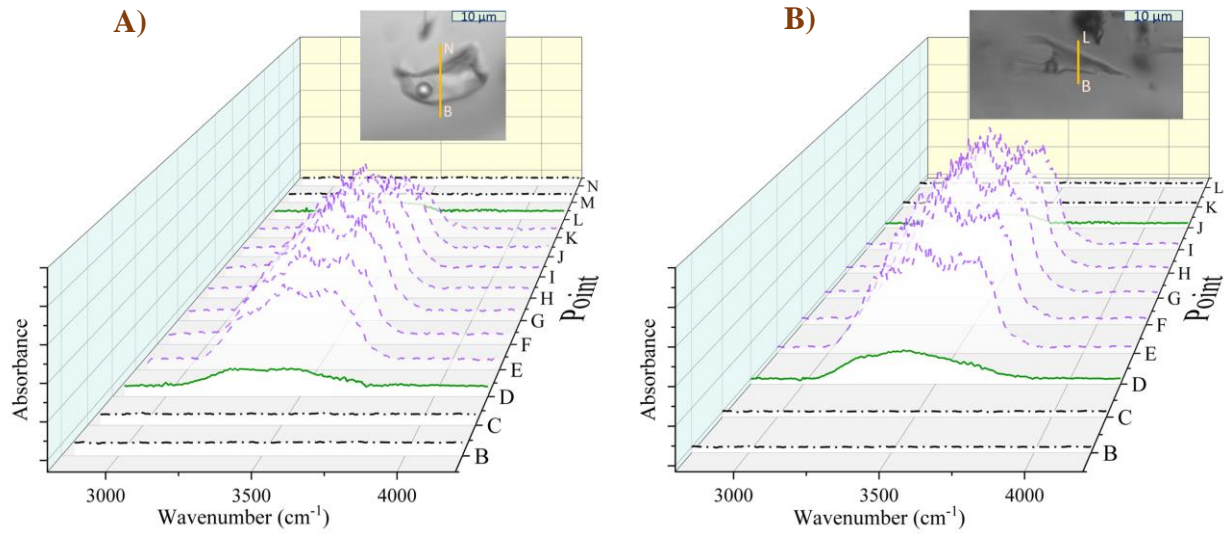 A)
10 µm
N
B
N
M
L
K
J
I
H
G
F
E
D
C
B
Point
Absorbance
3000
3500
4000
Wavenumber (cm⁻¹)
B)
10 µm
L
B
L
K
J
I
H
G
F
E
D
C
B
Point
Absorbance
3000
3500
4000
Wavenumber (cm⁻¹)